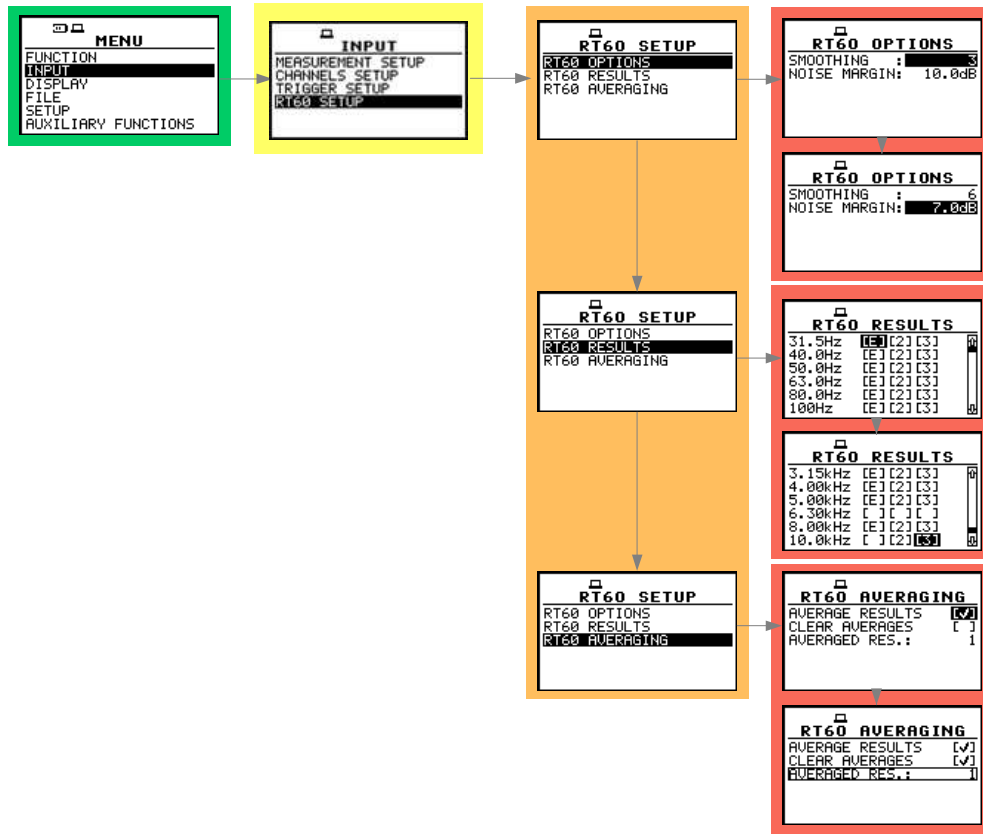 MENU
FUNCTION
INPUT
DISPLAY
FILE
SETUP
AUXILIARY FUNCTIONS
INPUT
MEASUREMENT SETUP
CHANNELS SETUP
TRIGGER SETUP
RT60 SETUP
RT60 SETUP
RT60 OPTIONS
RT60 RESULTS
RT60 AVERAGING
RT60 OPTIONS
SMOOTHING : 3
NOISE MARGIN: 10.0dB
RT60 OPTIONS
SMOOTHING : 6
NOISE MARGIN: 7.0dB
RT60 SETUP
RT60 OPTIONS
RT60 RESULTS
RT60 AVERAGING
RT60 RESULTS
31.5Hz [E][2][3]
40.0Hz [E][2][3]
50.0Hz [E][2][3]
63.0Hz [E][2][3]
80.0Hz [E][2][3]
100Hz [E][2][3]
RT60 RESULTS
3.15kHz [E][2][3]
4.00kHz [E][2][3]
5.00kHz [E][2][3]
6.30kHz [ ][ ][ ]
8.00kHz [E][2][3]
10.0kHz [ ][2][3]
RT60 SETUP
RT60 OPTIONS
RT60 RESULTS
RT60 AVERAGING
RT60 AVERAGING
AVERAGE RESULTS [✓]
CLEAR AVERAGES [ ]
AVERAGED RES.: 1
RT60 AVERAGING
AVERAGE RESULTS [✓]
CLEAR AVERAGES [✓]
AVERAGED RES.: 1